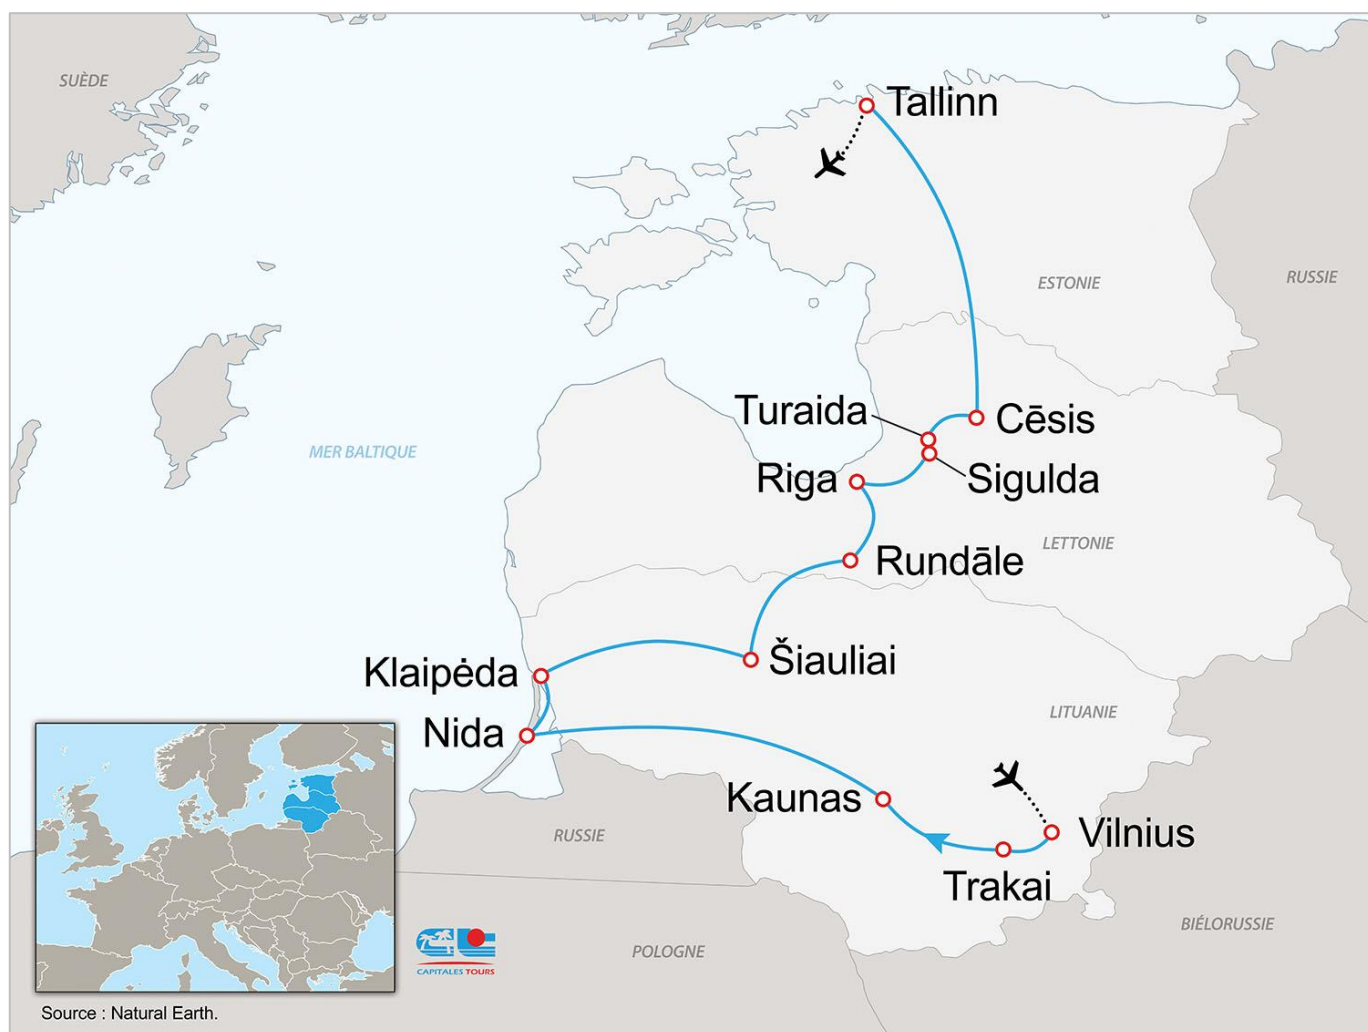 SUÈDE
Tallinn
ESTONIE
RUSSIE
Turaida
Cēsis
MER BALTIQUE
Riga
Sigulda
LETTONIE
Rundāle
Klaipėda
Šiauliai
Nida
LITUANIE
Kaunas
Vilnius
RUSSIE
Trakai
BIÉLORUSSIE
POLOGNE
CAPITALES TOURS
Source : Natural Earth.